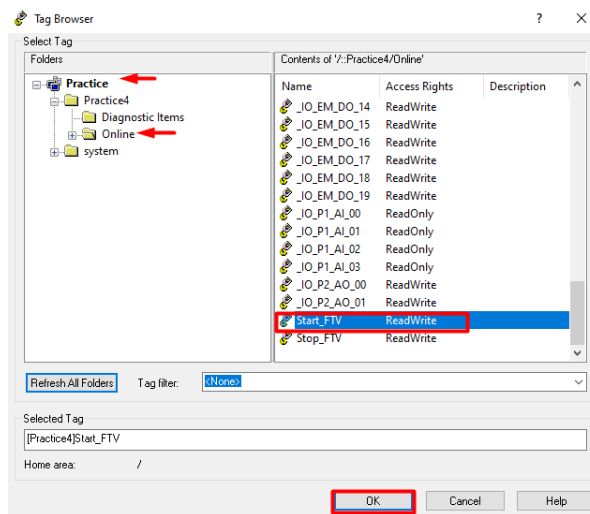 Tag Browser
?
Select Tag
Folders
Contents of '/::Practice4/Online'
Practice
Practice4
Diagnostic Items
Online
system
Name Access Rights Description
_IO_EM_DO_14 ReadWrite
_IO_EM_DO_15 ReadWrite
_IO_EM_DO_16 ReadWrite
_IO_EM_DO_17 ReadWrite
_IO_EM_DO_18 ReadWrite
_IO_EM_DO_19 ReadWrite
_IO_P1_AI_00 ReadOnly
_IO_P1_AI_01 ReadOnly
_IO_P1_AI_02 ReadOnly
_IO_P1_AI_03 ReadOnly
_IO_P2_AO_00 ReadWrite
_IO_P2_AO_01 ReadWrite
Start_FTV ReadWrite
Stop_FTV ReadWrite
Refresh All Folders Tag filter: <None>
Selected Tag
[Practice4]Start_FTV
Home area: /
OK Cancel Help